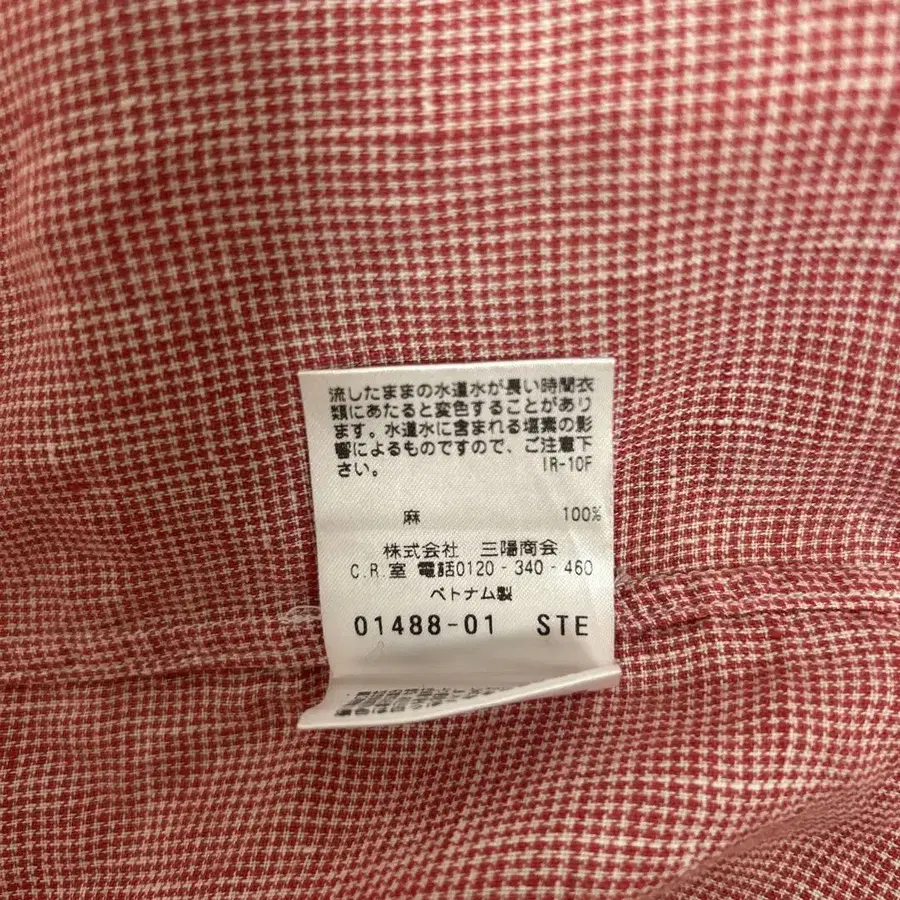 流したままの水道水が長い時間衣
類にあたると変色することがあり
ます。水道水に含まれる塩素の影
響によるものですので、ご注意下
さい。 IR-10F
麻 100%
株式会社 三陽商会
C.R.室 電話0120-340-460
ベトナム製
01488-01 STE